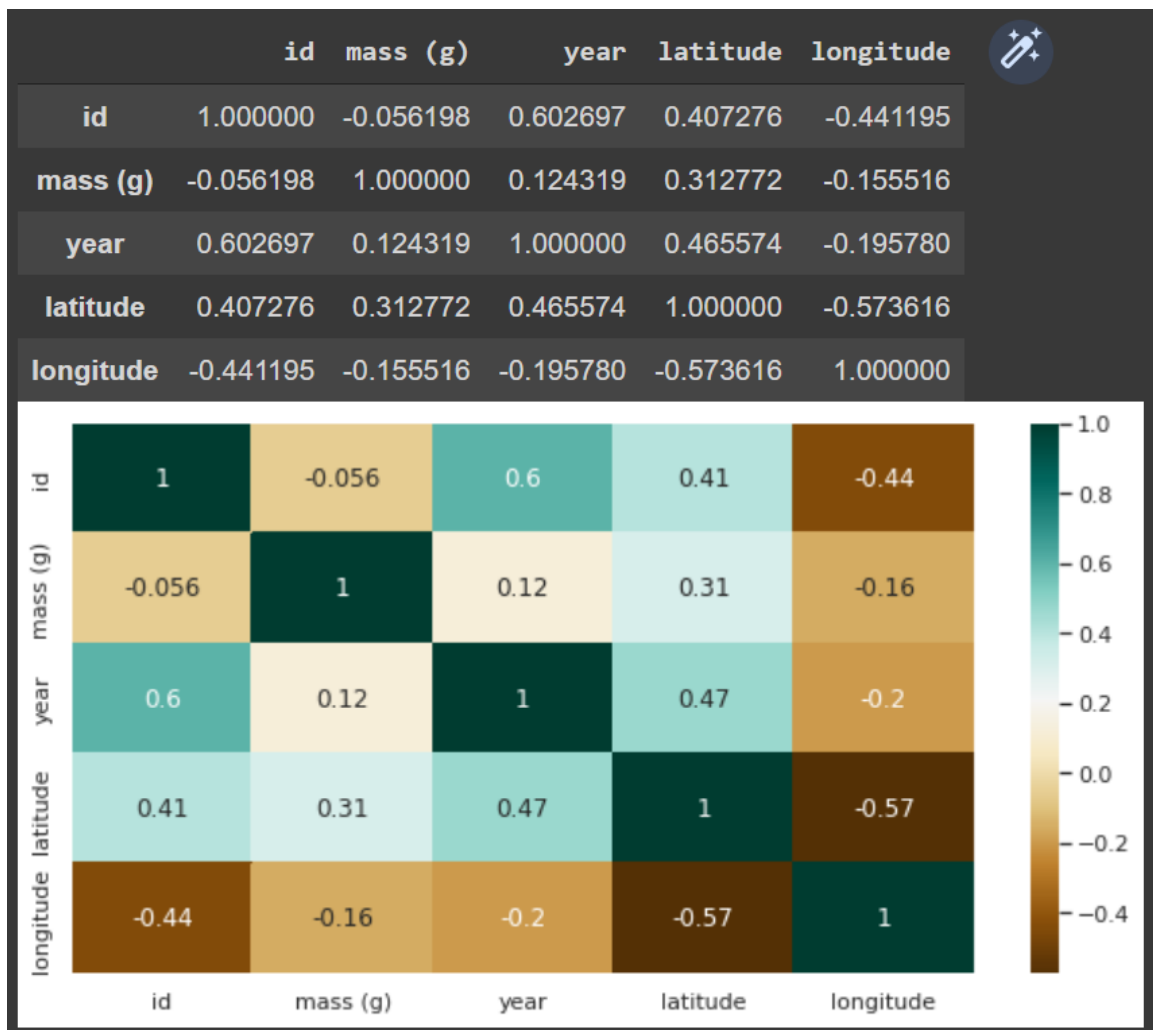 id mass (g) year latitude longitude
id 1.000000 -0.056198 0.602697 0.407276 -0.441195
mass (g) -0.056198 1.000000 0.124319 0.312772 -0.155516
year 0.602697 0.124319 1.000000 0.465574 -0.195780
latitude 0.407276 0.312772 0.465574 1.000000 -0.573616
longitude -0.441195 -0.155516 -0.195780 -0.573616 1.000000
id 1 -0.056 0.6 0.41 -0.44
mass (g) -0.056 1 0.12 0.31 -0.16
year 0.6 0.12 1 0.47 -0.2
latitude 0.41 0.31 0.47 1 -0.57
longitude -0.44 -0.16 -0.2 -0.57 1
id mass (g) year latitude longitude
1.0
0.8
0.6
0.4
0.2
0.0
−0.2
−0.4